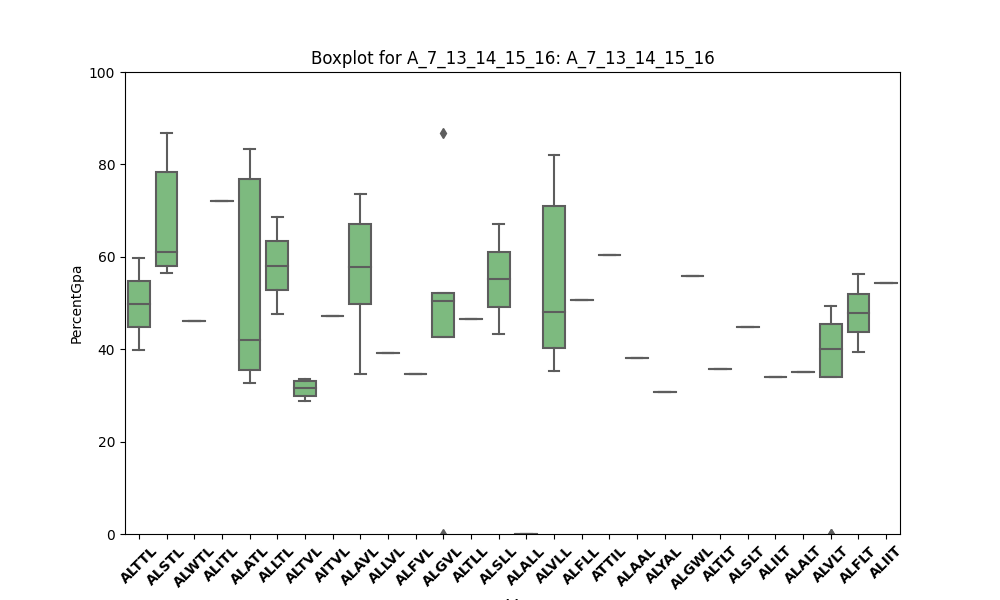 Boxplot for A_7_13_14_15_16: A_7_13_14_15_16
PercentGpa
100
80
60
40
20
0
ALTTL
ALSTL
ALWTL
ALITL
ALATL
ALLTL
ALTVL
AITVL
ALAVL
ALLVL
ALFVL
ALGVL
ALTLL
ALSLL
ALALL
ALVLL
ALFLL
ATTIL
ALAAL
ALYAL
ALGWL
ALTLT
ALSLT
ALILT
ALALT
ALVLT
ALFLT
ALIIT